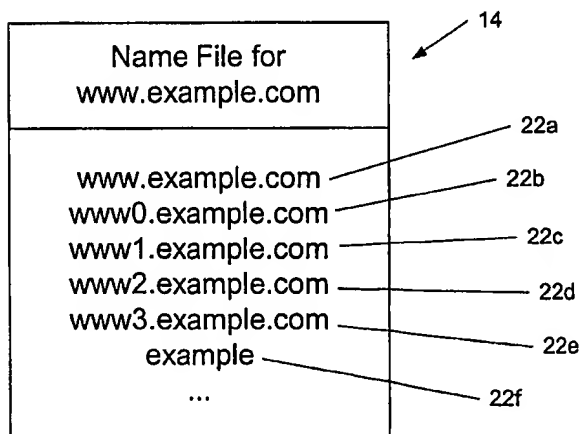 14
Name File for
www.example.com
www.example.com 22a
www0.example.com 22b
www1.example.com 22c
www2.example.com 22d
www3.example.com 22e
example 22f
...